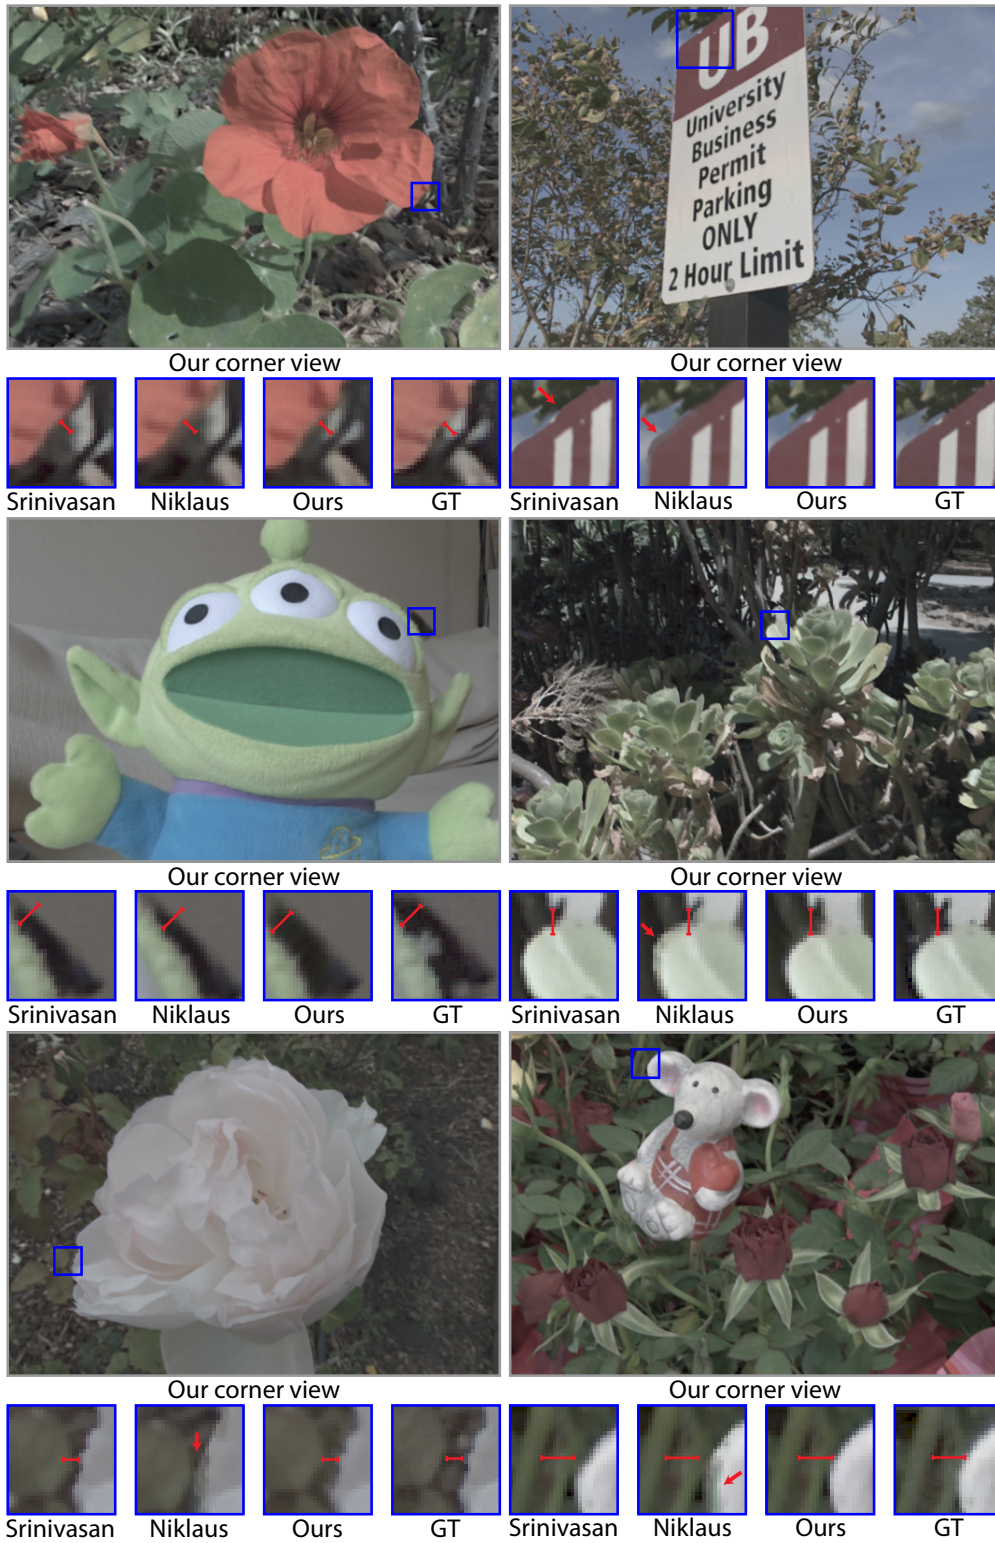 UB
University
Business
Permit
Parking
ONLY
2 Hour Limit
Our corner view
Our corner view
Srinivasan Niklaus Ours GT Srinivasan Niklaus Ours GT
Our corner view
Our corner view
Srinivasan Niklaus Ours GT Srinivasan Niklaus Ours GT
Our corner view
Our corner view
Srinivasan Niklaus Ours GT Srinivasan Niklaus Ours GT